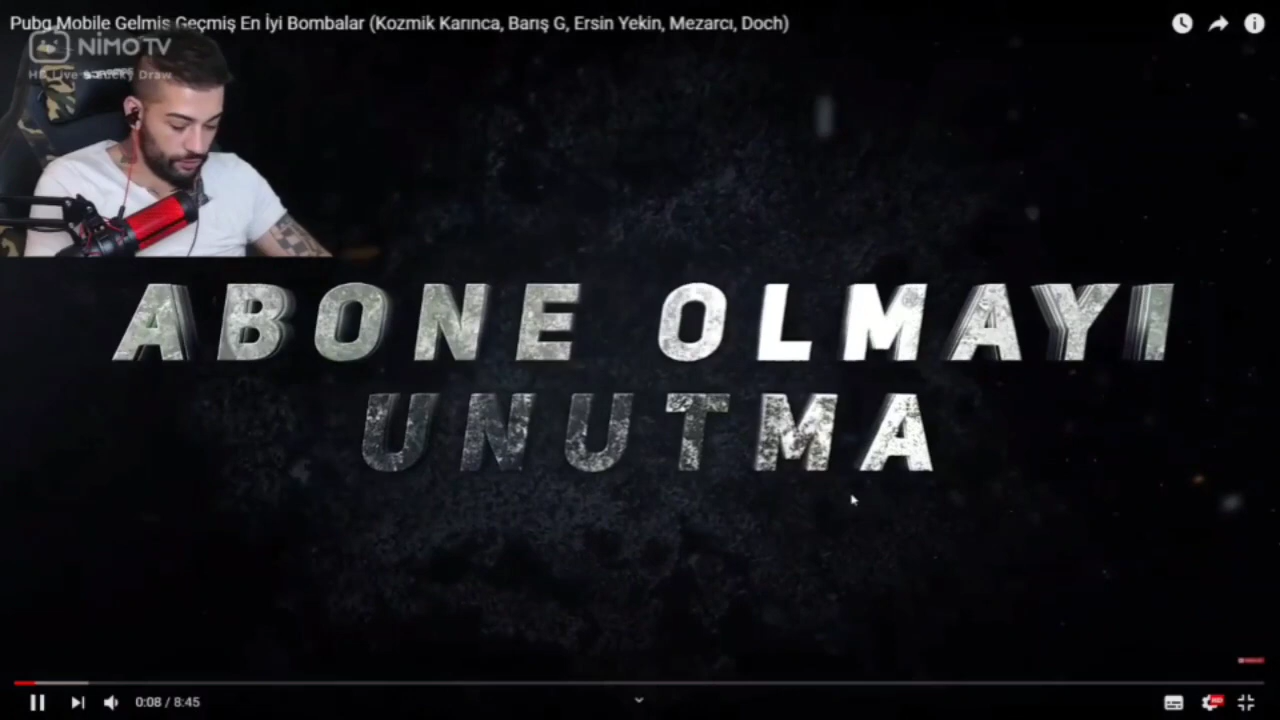 Pubg Mobile Gelmiş Geçmiş En İyi Bombalar (Kozmik Karınca, Barış G, Ersin Yekin, Mezarcı, Doch)
NiMO TV
ABONE OLMAYI
UNUTMA
0:08 / 8:45
HD